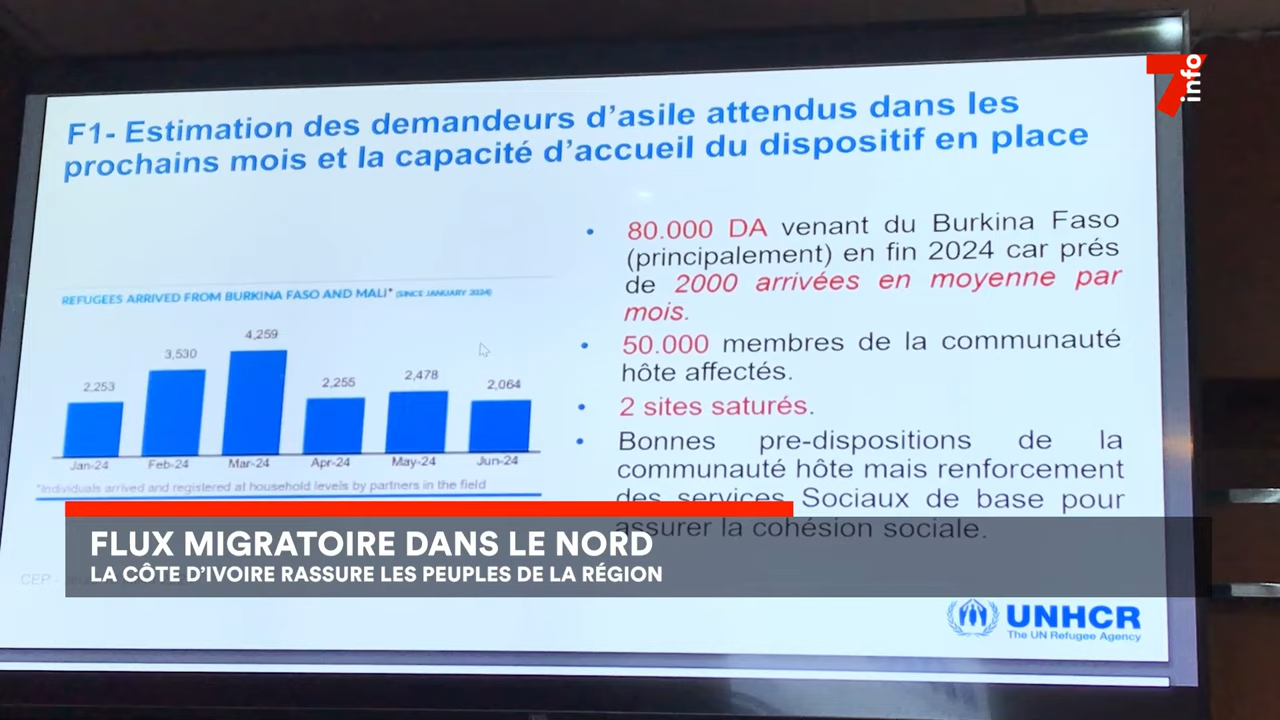 7info
F1- Estimation des demandeurs d'asile attendus dans les
prochains mois et la capacité d'accueil du dispositif en place
REFUGEES ARRIVED FROM BURKINA FASO AND MALI* (SINCE JANUARY 2024)
2,253
3,530
4,259
2,255
2,478
2,064
Jan-24
Feb-24
Mar-24
Apr-24
May-24
Jun-24
*Individuals arrived and registered at household levels by partners in the field
• 80.000 DA venant du Burkina Faso
(principalement) en fin 2024 car prés
de 2000 arrivées en moyenne par
mois.
• 50.000 membres de la communauté
hôte affectés.
• 2 sites saturés.
• Bonnes pre-dispositions de la
communauté hôte mais renforcement
des services Sociaux de base pour
assurer la cohésion sociale.
FLUX MIGRATOIRE DANS LE NORD
LA CÔTE D'IVOIRE RASSURE LES PEUPLES DE LA RÉGION
CEP -
UNHCR
The UN Refugee Agency